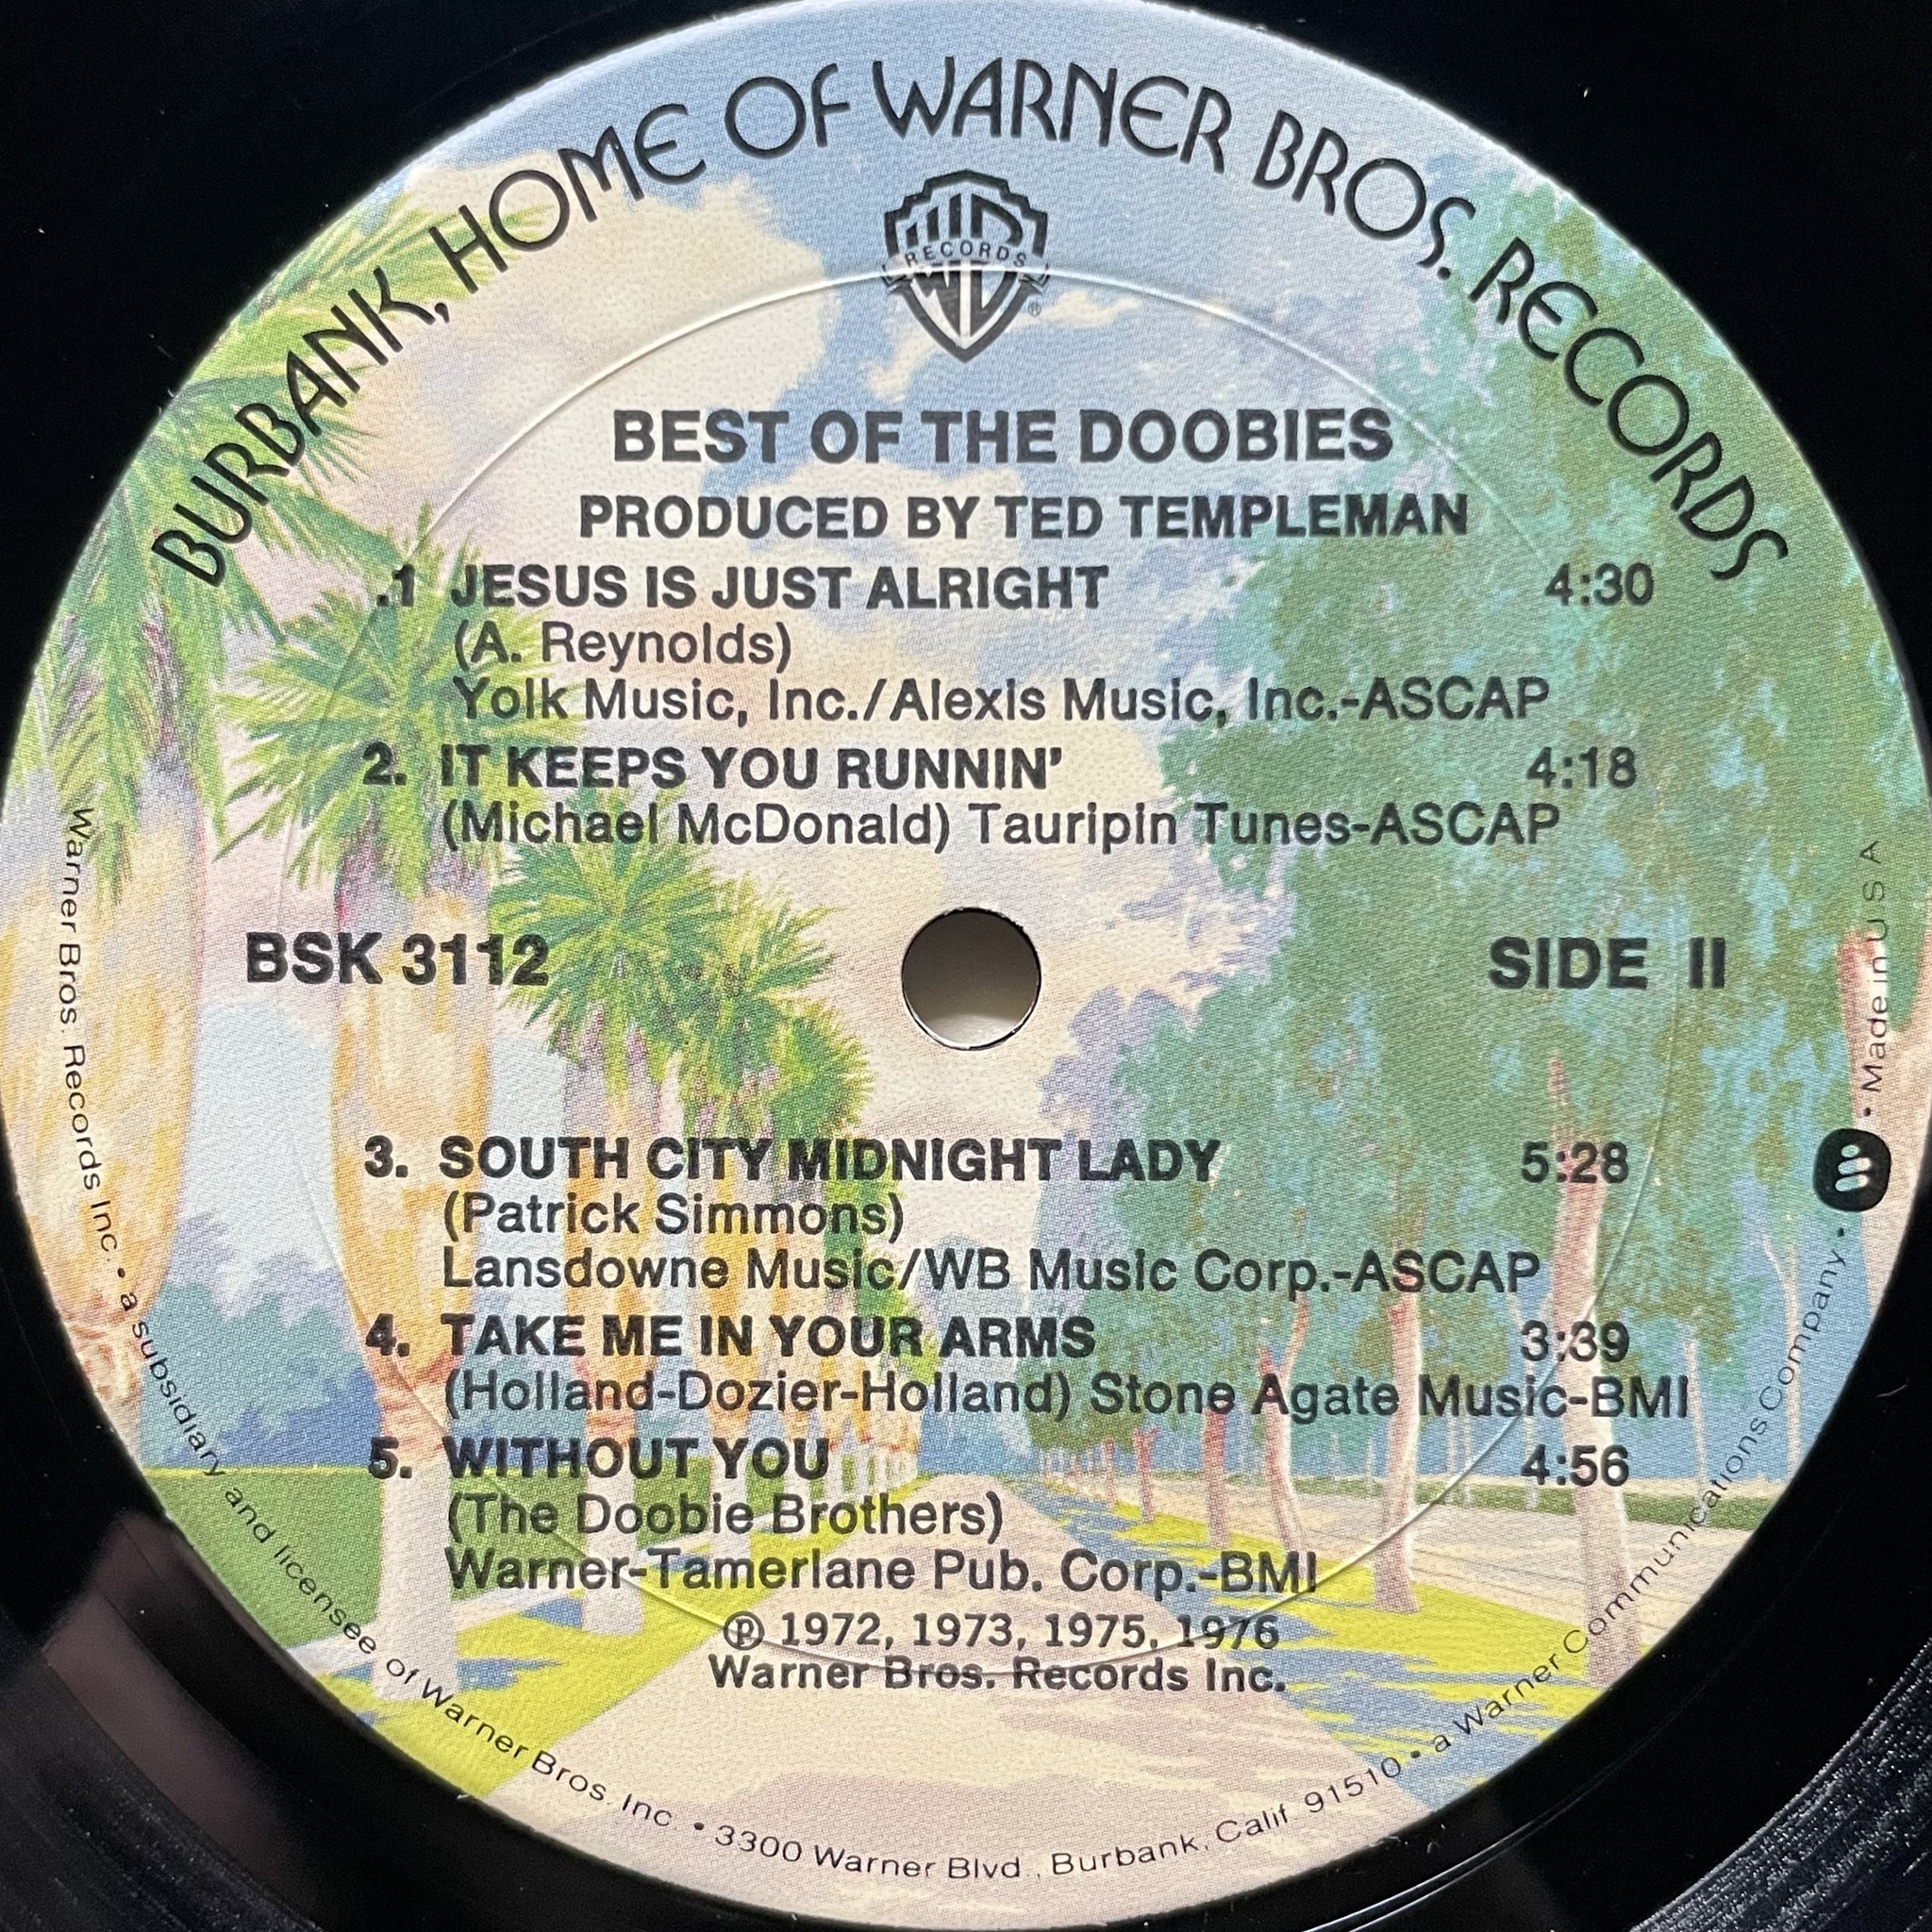 BURBANK, HOME OF WARNER BROS. RECORDS
RECORDS
®
BEST OF THE DOOBIES
PRODUCED BY TED TEMPLEMAN
.1 JESUS IS JUST ALRIGHT 4:30
(A. Reynolds)
Yolk Music, Inc./Alexis Music, Inc.-ASCAP
2. IT KEEPS YOU RUNNIN' 4:18
(Michael McDonald) Tauripin Tunes-ASCAP
BSK 3112 SIDE II
3. SOUTH CITY MIDNIGHT LADY 5:28
(Patrick Simmons)
Lansdowne Music/WB Music Corp.-ASCAP
4. TAKE ME IN YOUR ARMS 3:39
(Holland-Dozier-Holland) Stone Agate Music-BMI
5. WITHOUT YOU 4:56
(The Doobie Brothers)
Warner-Tamerlane Pub. Corp.-BMI
℗ 1972, 1973, 1975, 1976
Warner Bros. Records Inc.
Warner Bros. Records Inc. • a subsidiary and licensee of Warner Bros. Inc. • 3300 Warner Blvd., Burbank, Calif. 91510 • a Warner Communications Company • • Made in U S A